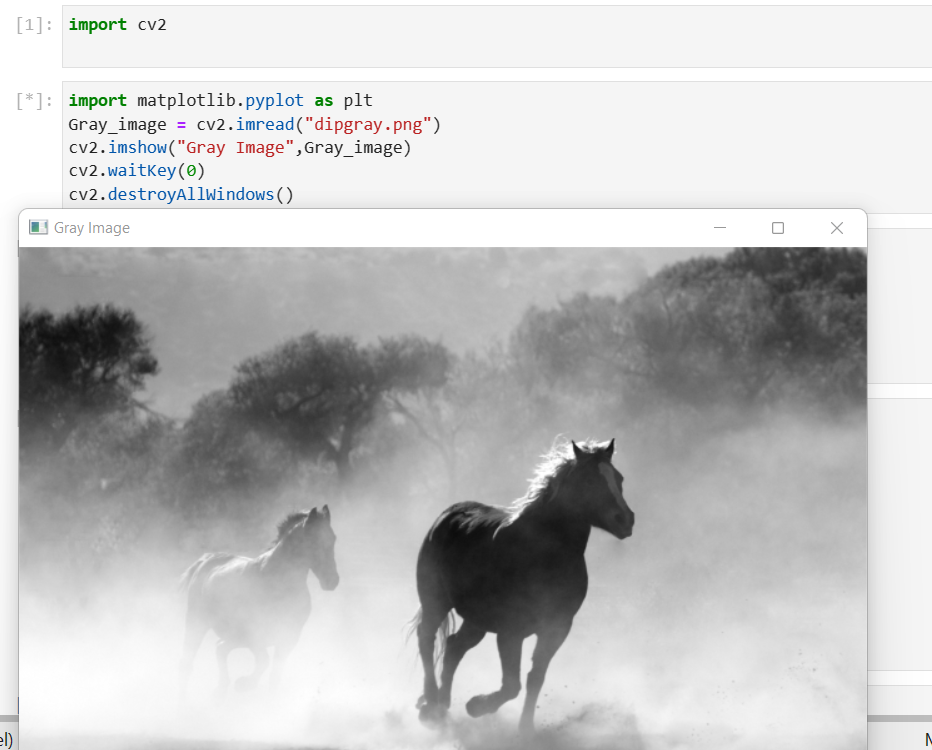 [1]: import cv2
[*]: import matplotlib.pyplot as plt
Gray_image = cv2.imread("dipgray.png")
cv2.imshow("Gray Image",Gray_image)
cv2.waitKey(0)
cv2.destroyAllWindows()
Gray Image